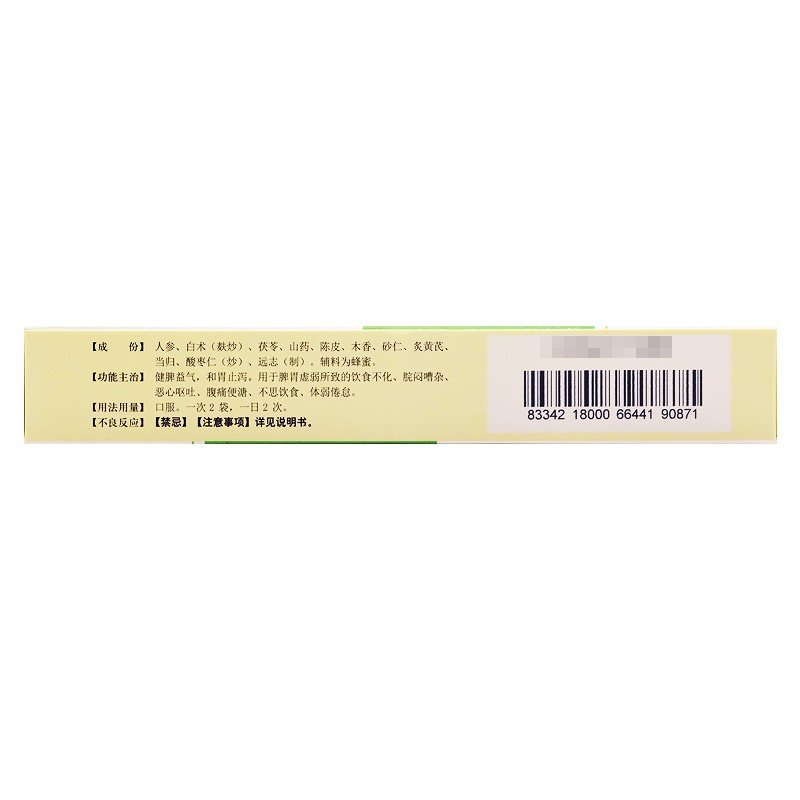 【成 份】人参、白术（麸炒）、茯苓、山药、陈皮、木香、砂仁、炙黄芪、
当归、酸枣仁（炒）、远志（制）。辅料为蜂蜜。
【功能主治】健脾益气，和胃止泻。用于脾胃虚弱所致的饮食不化、脘闷嘈杂、
恶心呕吐、腹痛便溏、不思饮食、体弱倦怠。
【用法用量】口服。一次 2 袋，一日 2 次。
【不良反应】【禁忌】【注意事项】详见说明书。
83342 18000 66441 90871